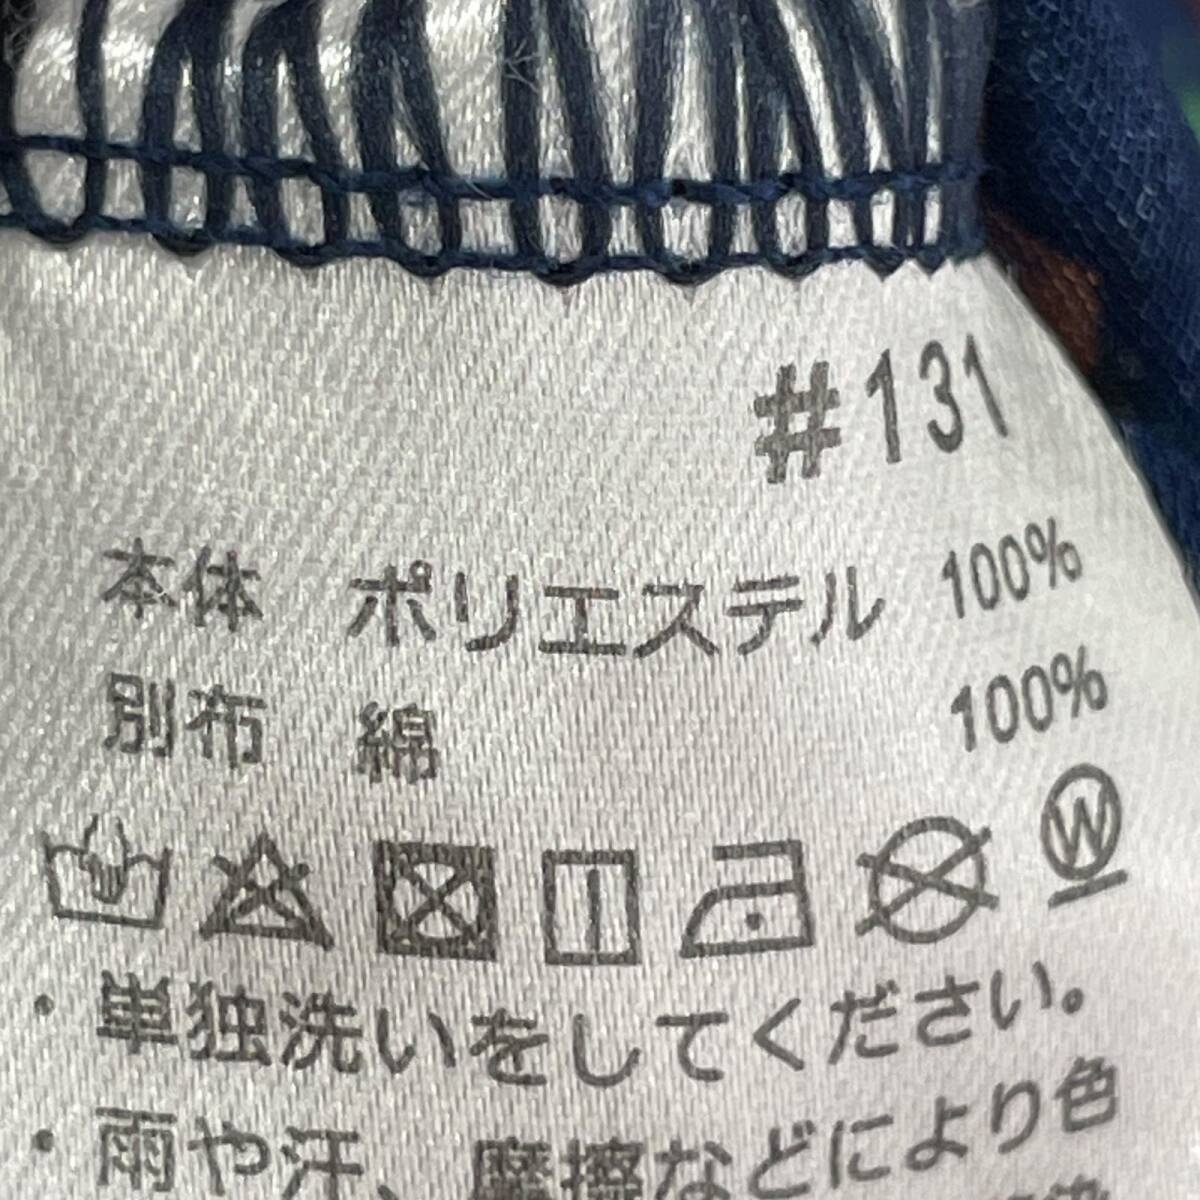 #131
本体 ポリエステル 100%
別布 綿 100%
W
・単独洗いをしてください。
・雨や汗、摩擦などにより色